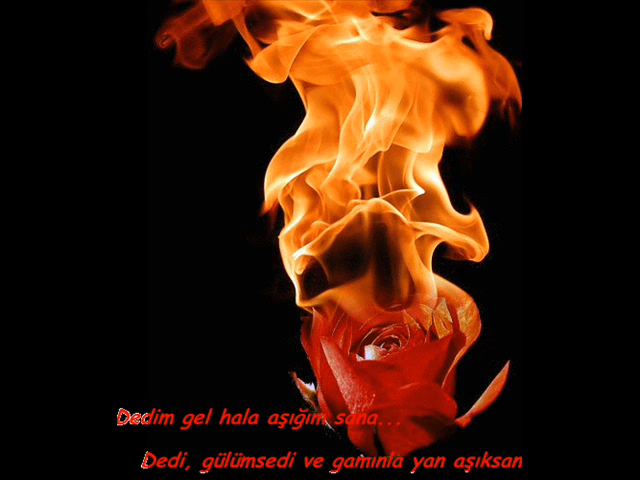 Dedim gel hala aşığım sana...
Dedi, gülümsedi ve gamınla yan aşıksan